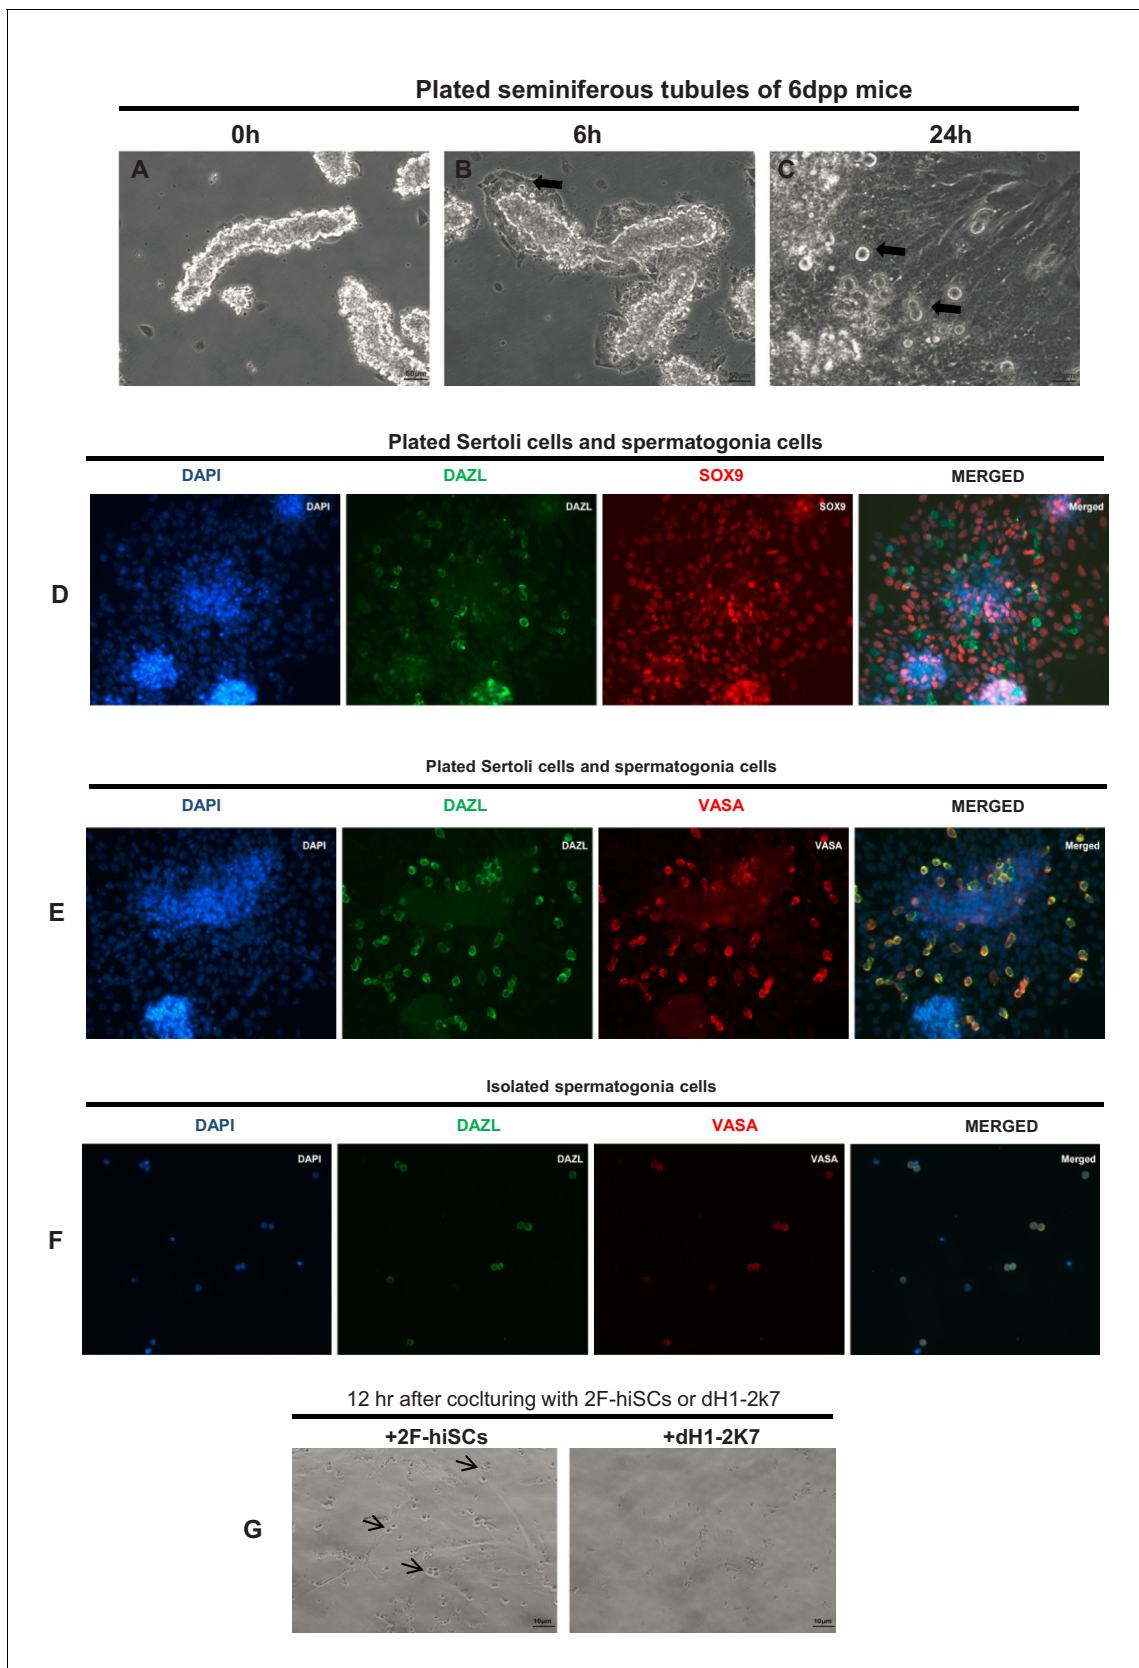 Plated seminiferous tubules of 6dpp mice
0h 6h 24h
A B C
50μm
Plated Sertoli cells and spermatogonia cells
DAPI DAZL SOX9 MERGED
DAPI DAZL SOX9 Merged
D
Plated Sertoli cells and spermatogonia cells
DAPI DAZL VASA MERGED
DAPI DAZL VASA Merged
E
Isolated spermatogonia cells
DAPI DAZL VASA MERGED
DAPI DAZL VASA Merged
F
12 hr after coclturing with 2F-hiSCs or dH1-2k7
+2F-hiSCs +dH1-2K7
G
10μm 10μm